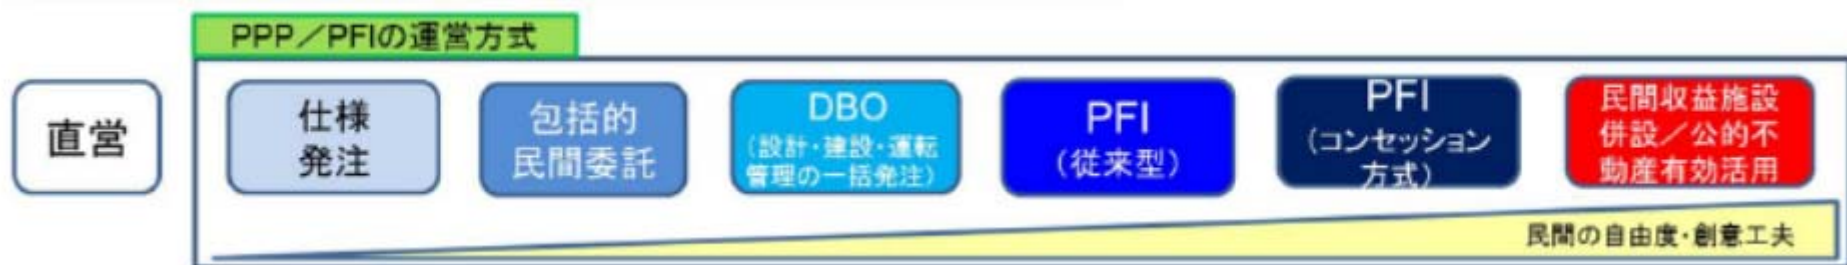 PPP／PFIの運営方式
直営
仕様
発注
包括的
民間委託
DBO
(設計・建設・運転
管理の一括発注)
PFI
(従来型)
PFI
(コンセッション
方式)
民間収益施設
併設／公的不
動産有効活用
民間の自由度・創意工夫